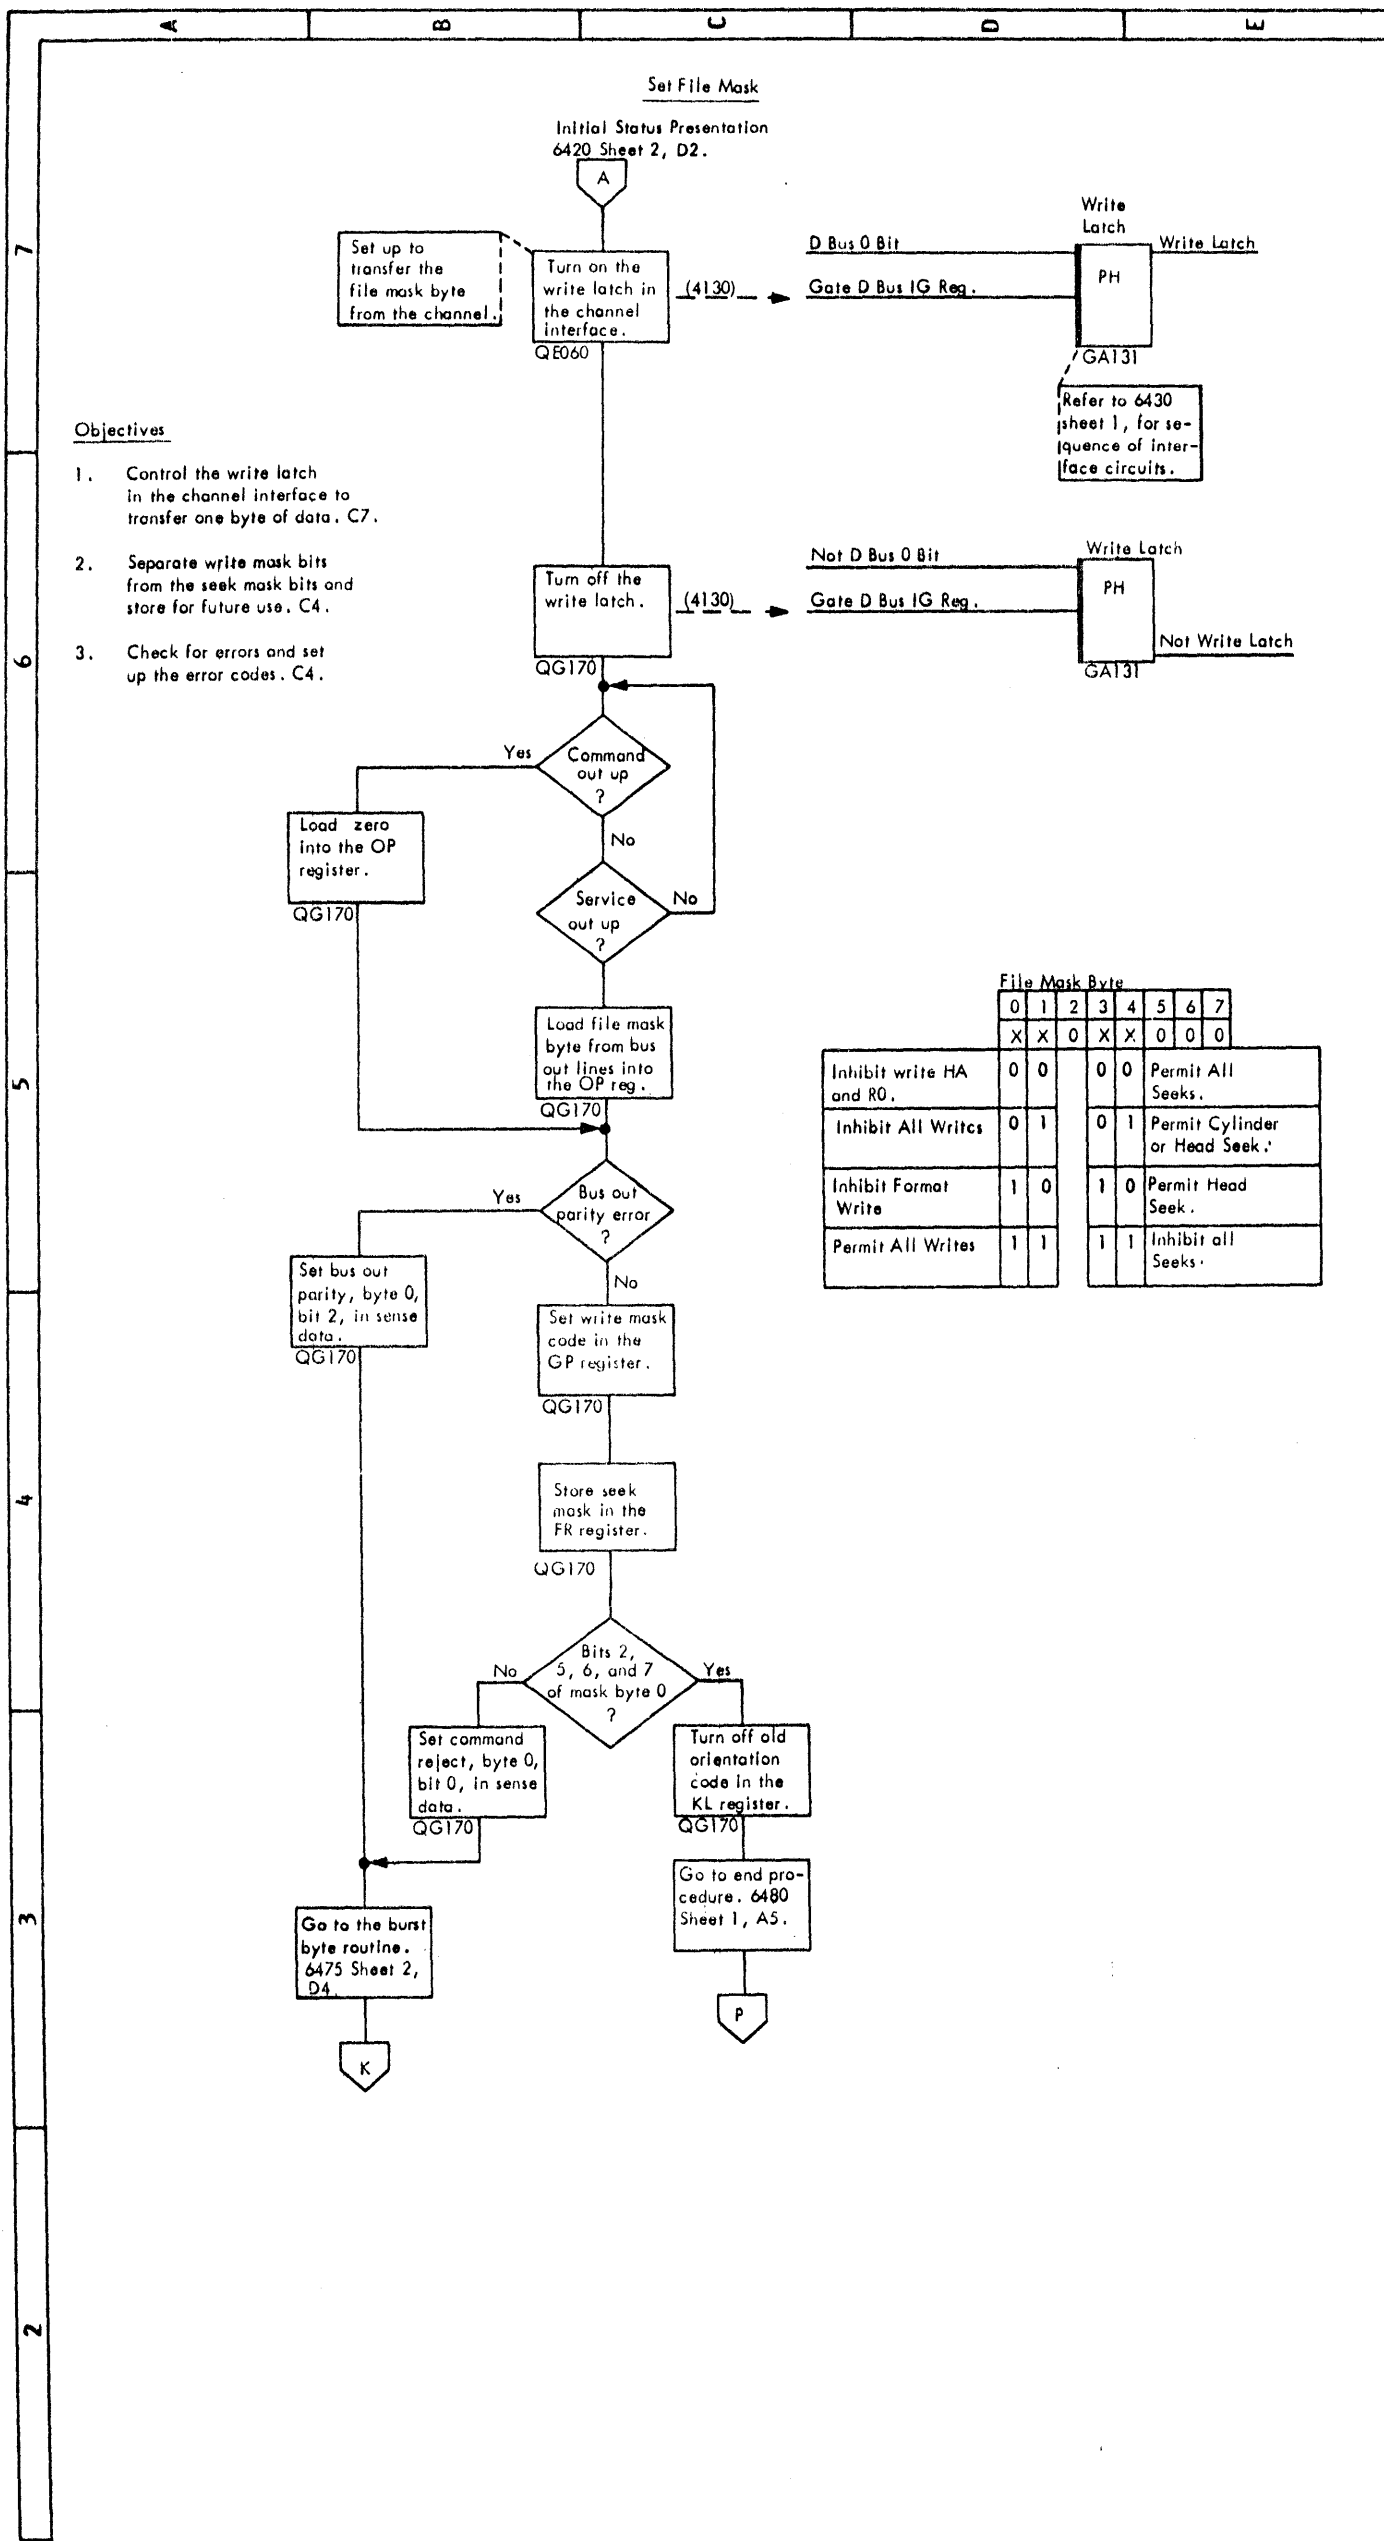 A B C D E
Set File Mask
Initial Status Presentation
6420 Sheet 2, D2.
A
7
Set up to
transfer the
file mask byte
from the channel.
Turn on the
write latch in
the channel
interface.
QE060
(4130)
D Bus 0 Bit
Gate D Bus IG Reg.
Write
Latch
PH
Write Latch
GA131
Refer to 6430
sheet 1, for se-
quence of inter-
face circuits.
Objectives
1. Control the write latch
in the channel interface to
transfer one byte of data. C7.
2. Separate write mask bits
from the seek mask bits and
store for future use. C4.
3. Check for errors and set
up the error codes. C4.
6
Turn off the
write latch.
QG170
(4130)
Not D Bus 0 Bit
Gate D Bus IG Reg.
Write Latch
PH
Not Write Latch
GA131
Command
out up
?
Yes
No
Load zero
into the OP
register.
QG170
Service
out up
?
No
5
Load file mask
byte from bus
out lines into
the OP reg.
QG170
File Mask Byte
0 1 2 3 4 5 6 7
X X 0 X X 0 0 0
Inhibit write HA
and R0.
0 0 0 0 Permit All
Seeks.
Inhibit All Writes 0 1 0 1 Permit Cylinder
or Head Seek.
Inhibit Format
Write
1 0 1 0 Permit Head
Seek.
Permit All Writes 1 1 1 1 Inhibit all
Seeks.
Bus out
parity error
?
Yes
No
Set bus out
parity, byte 0,
bit 2, in sense
data.
QG170
Set write mask
code in the
GP register.
QG170
4
Store seek
mask in the
FR register.
QG170
Bits 2,
5, 6, and 7
of mask byte 0
?
No
Yes
Set command
reject, byte 0,
bit 0, in sense
data.
QG170
Turn off old
orientation
code in the
KL register.
QG170
3
Go to end pro-
cedure. 6480
Sheet 1, A5.
P
Go to the burst
byte routine.
6475 Sheet 2,
D4.
K
2